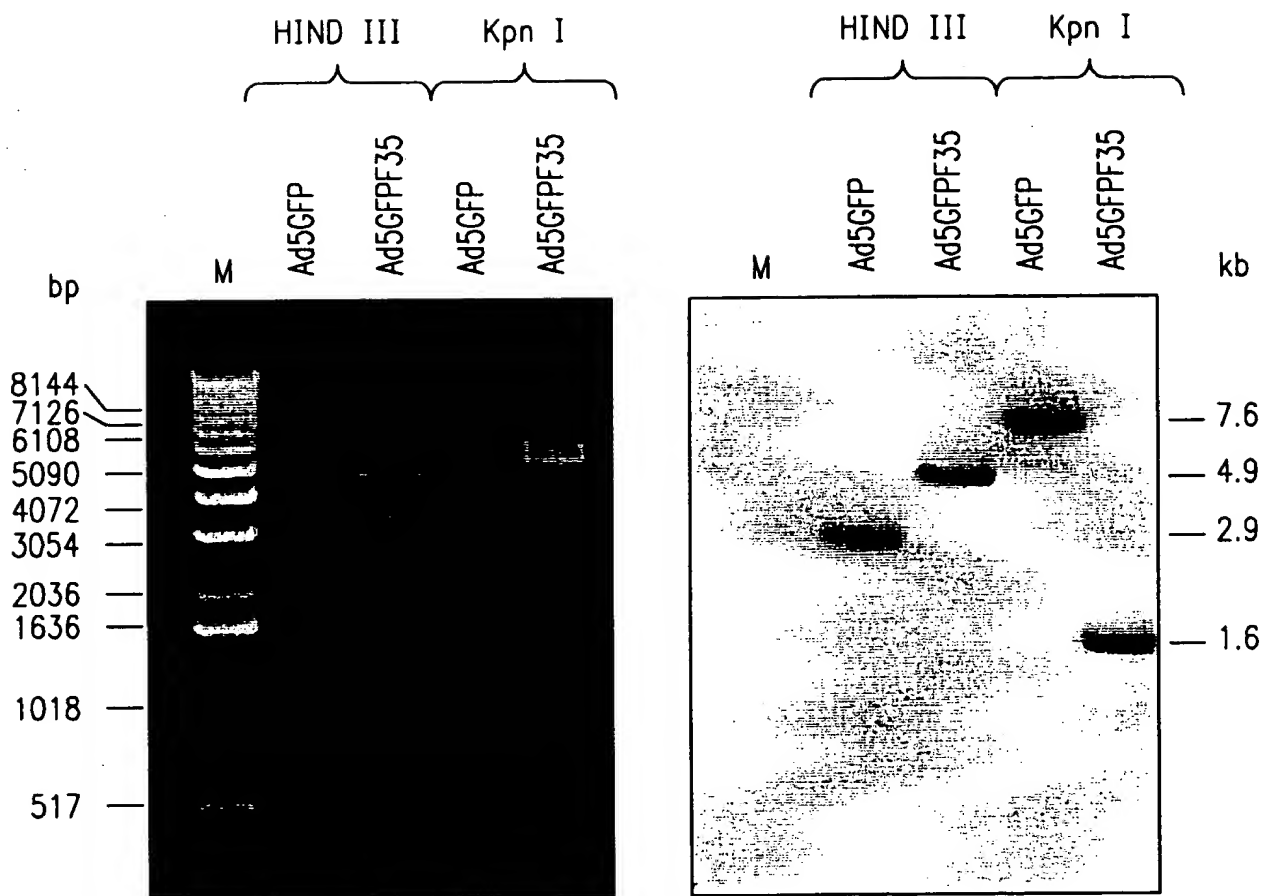 HIND III Kpn I
Ad5GFP
Ad5GFPF35
Ad5GFP
Ad5GFPF35
M
bp
8144
7126
6108
5090
4072
3054
2036
1636
1018
517
HIND III Kpn I
Ad5GFP
Ad5GFPF35
Ad5GFP
Ad5GFPF35
M
kb
7.6
4.9
2.9
1.6